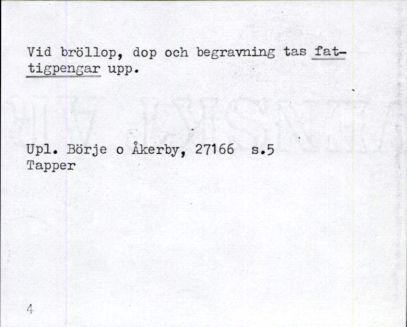 Vid bröllop, dop och begravning tas fat-
tigpengar upp.
Upl. Börje o Åkerby, 27166 s.5
Tapper
4